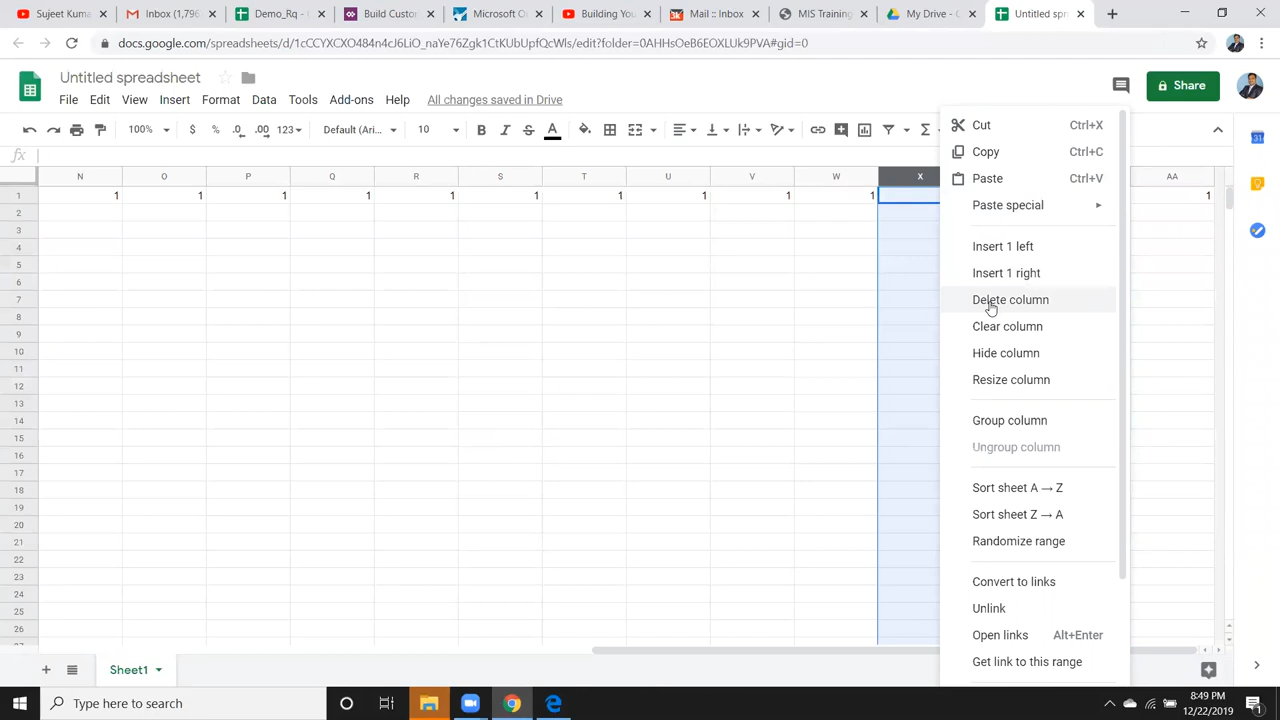 Sujeet Kuma
Inbox (1,796
Demo_Re
Build Custom
Microsoft O
Building You
Mail :: Inbox
MIS Training
My Drive - G
Untitled spr
docs.google.com/spreadsheets/d/1cCCYXCXO4B4n4cJ6LiO_naYe76Zgk1CtKUbUpfQcWIs/edit?folder=0AHHsOeB6EOXLUk9PVA#gid=0
Untitled spreadsheet
File Edit View Insert Format Data Tools Add-ons Help All changes saved in Drive
Share
100% $ % .0 .00 123 Default (Ari... 10 B I S A Σ
fx
N O P Q R S T U V W X AA
1 1 1 1 1 1 1 1 1 1 1 1
2
3
4
5
6
7
8
9
10
11
12
13
14
15
16
17
18
19
20
21
22
23
24
25
26
Cut Ctrl+X
Copy Ctrl+C
Paste Ctrl+V
Paste special
Insert 1 left
Insert 1 right
Delete column
Clear column
Hide column
Resize column
Group column
Ungroup column
Sort sheet A → Z
Sort sheet Z → A
Randomize range
Convert to links
Unlink
Open links Alt+Enter
Get link to this range
31
Sheet1
Type here to search
8:49 PM
12/22/2019
1